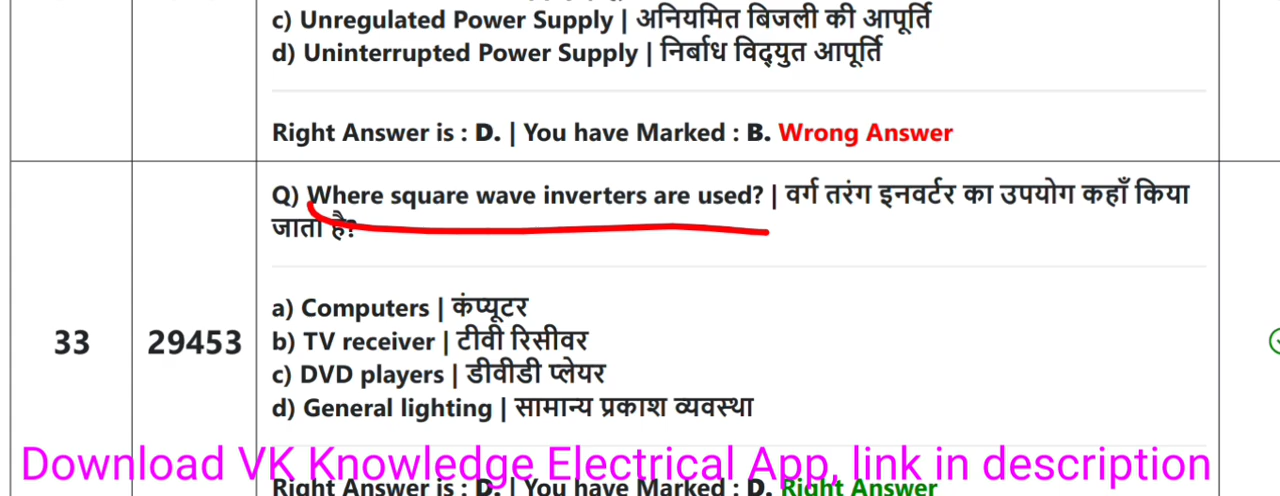 c) Unregulated Power Supply | अनियमित बिजली की आपूर्ति
d) Uninterrupted Power Supply | निर्बाध विद्युत आपूर्ति
Right Answer is : D. | You have Marked : B. Wrong Answer
Q) Where square wave inverters are used? | वर्ग तरंग इनवर्टर का उपयोग कहाँ किया
जाता है?
33
29453
a) Computers | कंप्यूटर
b) TV receiver | टीवी रिसीवर
c) DVD players | डीवीडी प्लेयर
d) General lighting | सामान्य प्रकाश व्यवस्था
Download VK Knowledge Electrical App, link in description
Right Answer is : D. | You have Marked : D. Right Answer